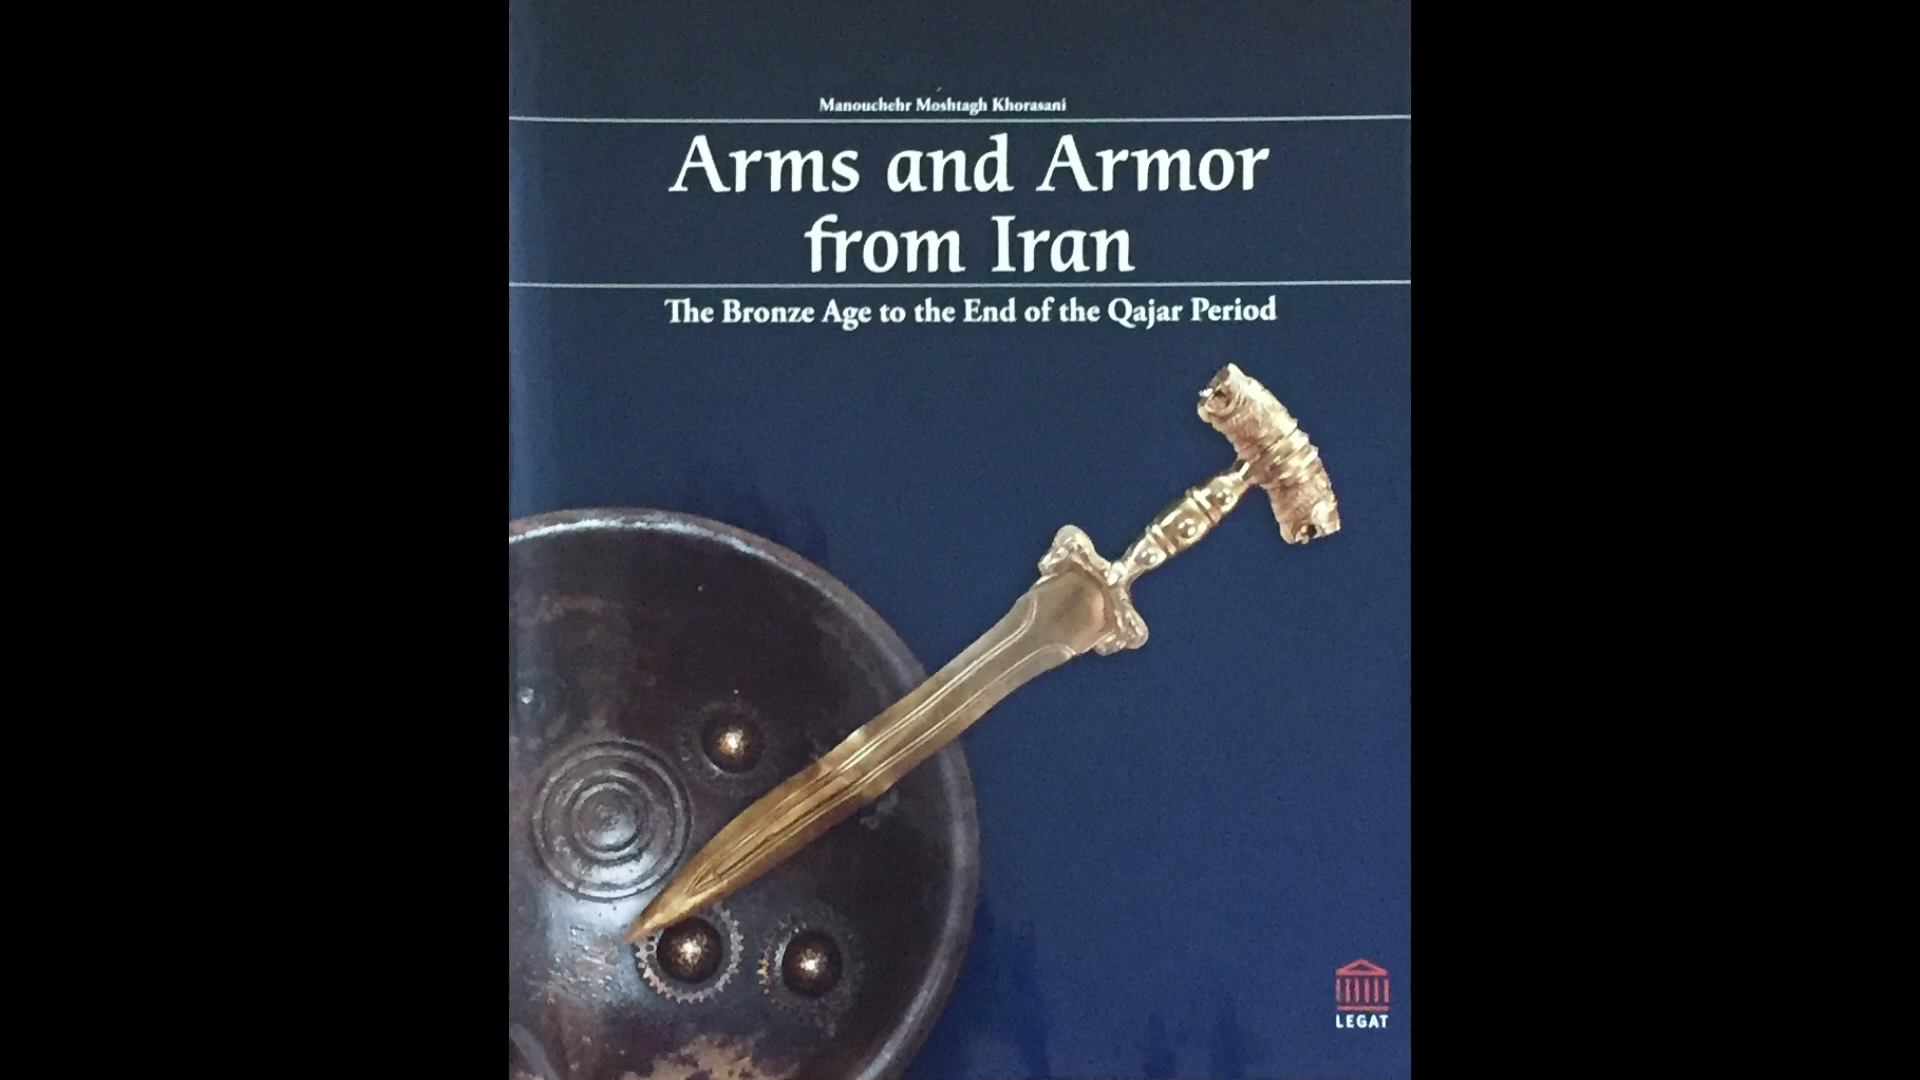 Manouchehr Moshtagh Khorasani
Arms and Armor
from Iran
The Bronze Age to the End of the Qajar Period
LEGAT